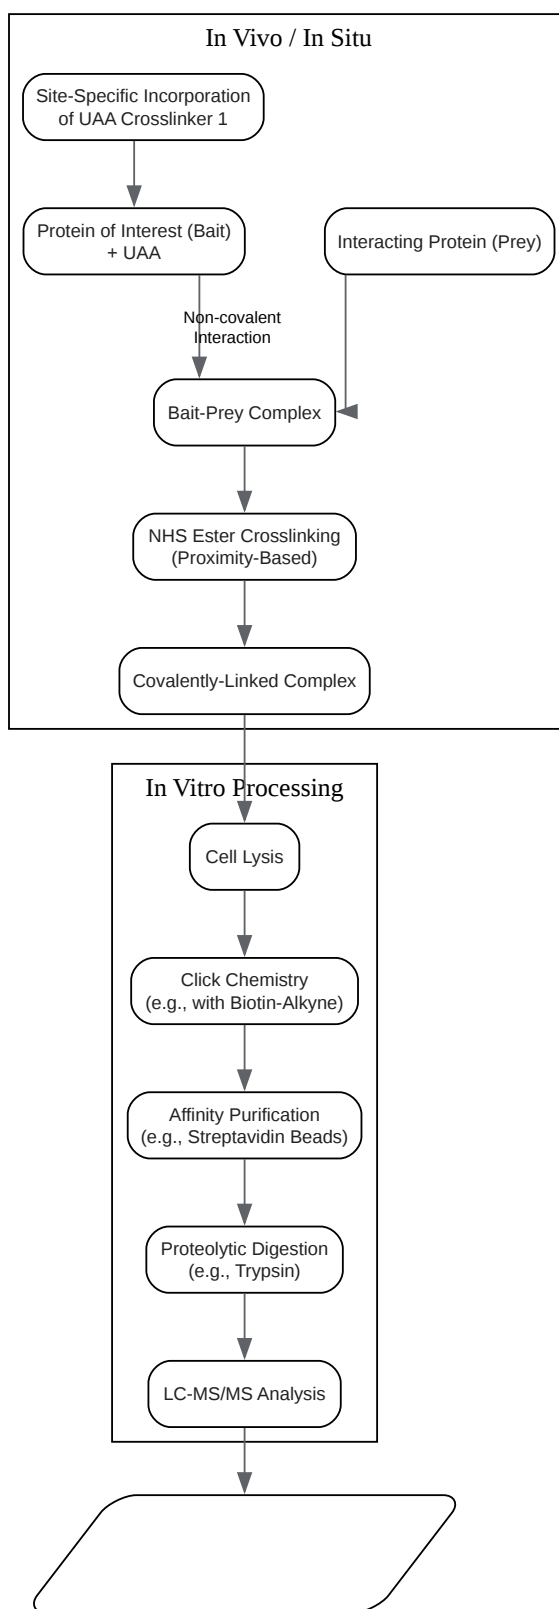 In Vivo / In Situ
Site-Specific Incorporation
of UAA Crosslinker 1
Protein of Interest (Bait)
+ UAA
Interacting Protein (Prey)
Non-covalent
Interaction
Bait-Prey Complex
NHS Ester Crosslinking
(Proximity-Based)
Covalently-Linked Complex
In Vitro Processing
Cell Lysis
Click Chemistry
(e.g., with Biotin-Alkyne)
Affinity Purification
(e.g., Streptavidin Beads)
Proteolytic Digestion
(e.g., Trypsin)
LC-MS/MS Analysis